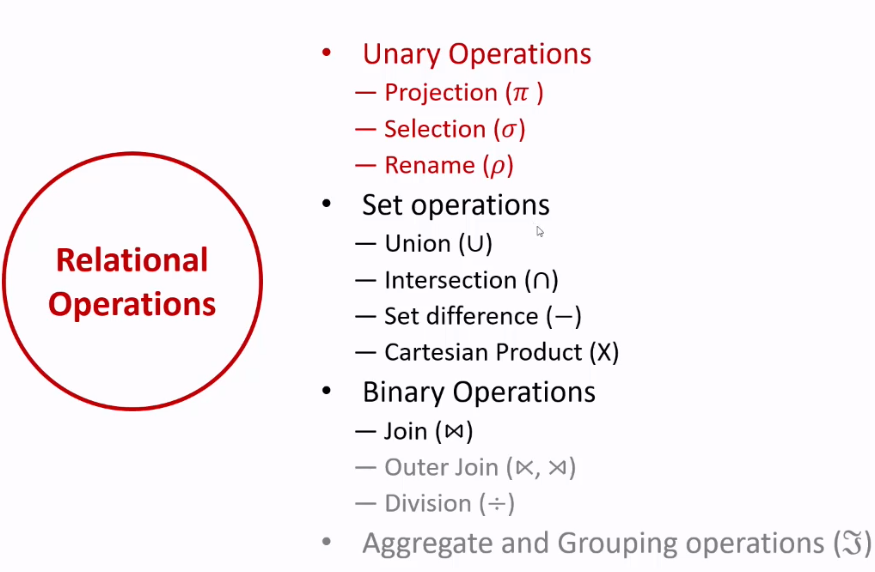 Relational
Operations
• Unary Operations
— Projection (π )
— Selection (σ)
— Rename (ρ)
• Set operations
— Union (∪)
— Intersection (∩)
— Set difference (−)
— Cartesian Product (X)
• Binary Operations
— Join (⋈)
— Outer Join (⋉, ⋊)
— Division (÷)
• Aggregate and Grouping operations (ℑ)